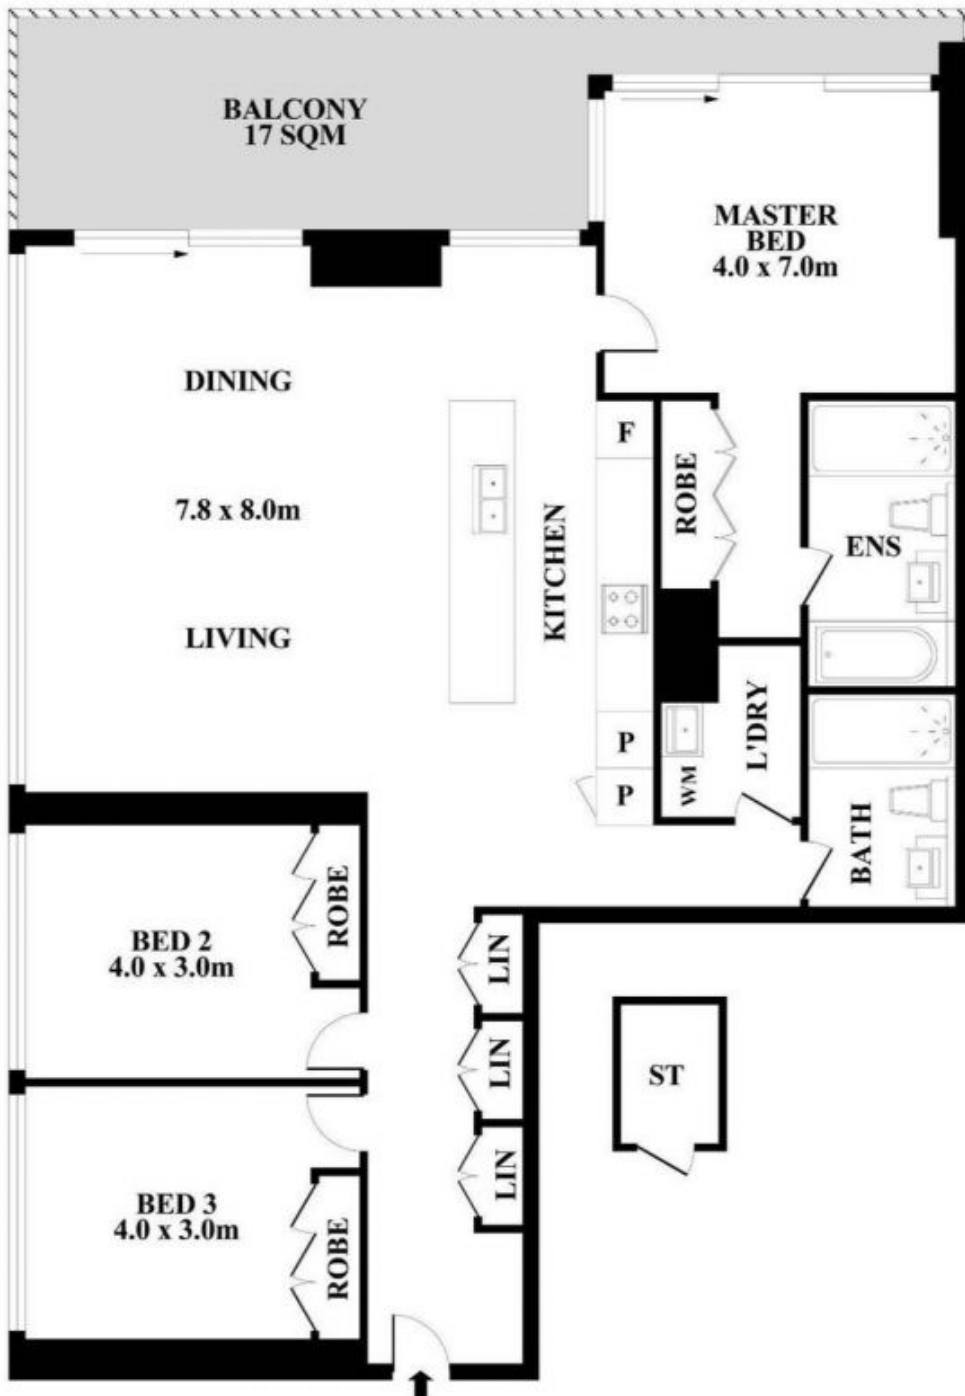 BALCONY
17 SQM
MASTER
BED
4.0 x 7.0m
DINING
7.8 x 8.0m
LIVING
KITCHEN
F
P
P
ROBE
ENS
L'DRY
WM
BATH
ROBE
BED 2
4.0 x 3.0m
LIN
LIN
LIN
ST
BED 3
4.0 x 3.0m
ROBE